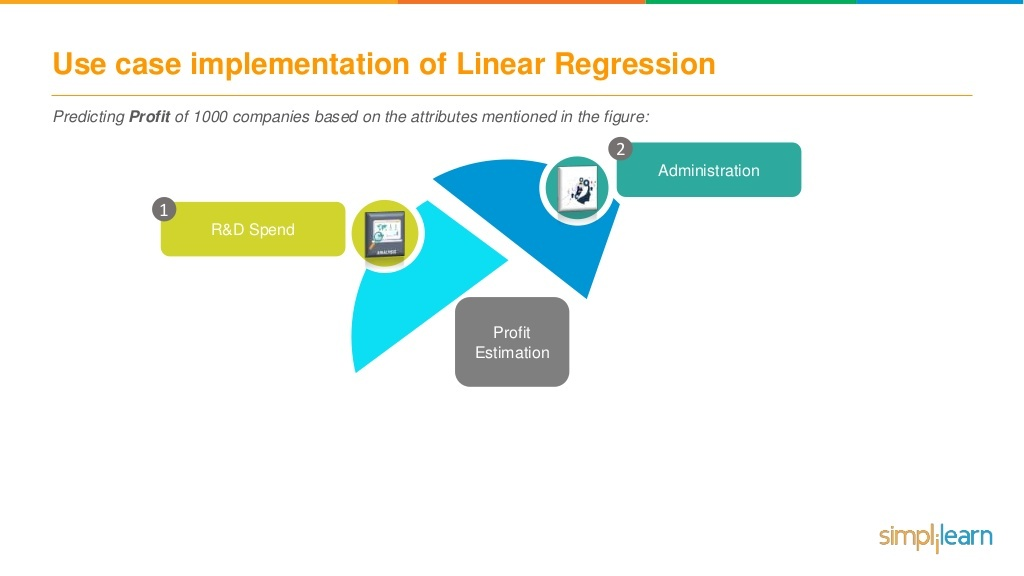 Use case implementation of Linear Regression
Predicting Profit of 1000 companies based on the attributes mentioned in the figure:
2
Administration
1
R&D Spend
ANALYSIS
Profit
Estimation
simplilearn